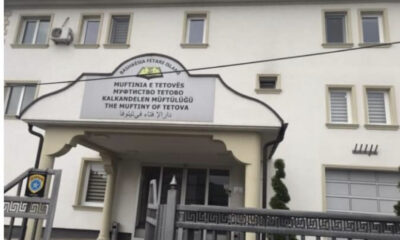 BASHKËSIA FETARE ISLAME
MUFTINIA E TETOVËS
МУФТИСТВО ТЕТОВО
KALKANDELEN MÜFTÜLÜĞÜ
THE MUFTINY OF TETOVA
دار الإفتاء في تيتوفا